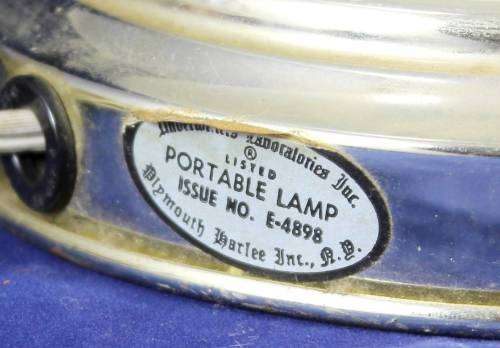 Underwriters Laboratories Inc.
®
LISTED
PORTABLE LAMP
ISSUE NO. E-4898
Plymouth Harlee Inc., N.Y.